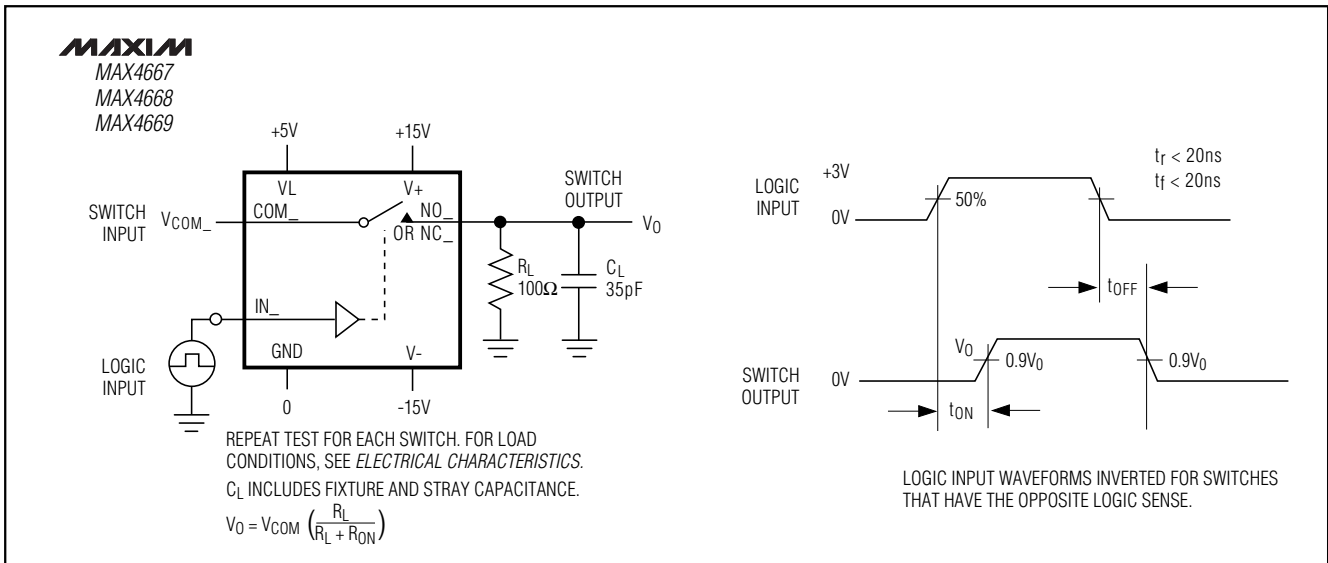 MAXIM
MAX4667
MAX4668
MAX4669
+5V
+15V
VL
V+
SWITCH
INPUT
VCOM_
COM_
NO_
OR NC_
SWITCH
OUTPUT
VO
RL
100Ω
CL
35pF
IN_
LOGIC
INPUT
GND
V-
0
-15V
REPEAT TEST FOR EACH SWITCH. FOR LOAD
CONDITIONS, SEE ELECTRICAL CHARACTERISTICS.
CL INCLUDES FIXTURE AND STRAY CAPACITANCE.
VO = VCOM (RL / RL + RON)
LOGIC
INPUT
+3V
0V
50%
tr < 20ns
tf < 20ns
tOFF
SWITCH
OUTPUT
VO
0V
0.9V0
0.9V0
tON
LOGIC INPUT WAVEFORMS INVERTED FOR SWITCHES
THAT HAVE THE OPPOSITE LOGIC SENSE.